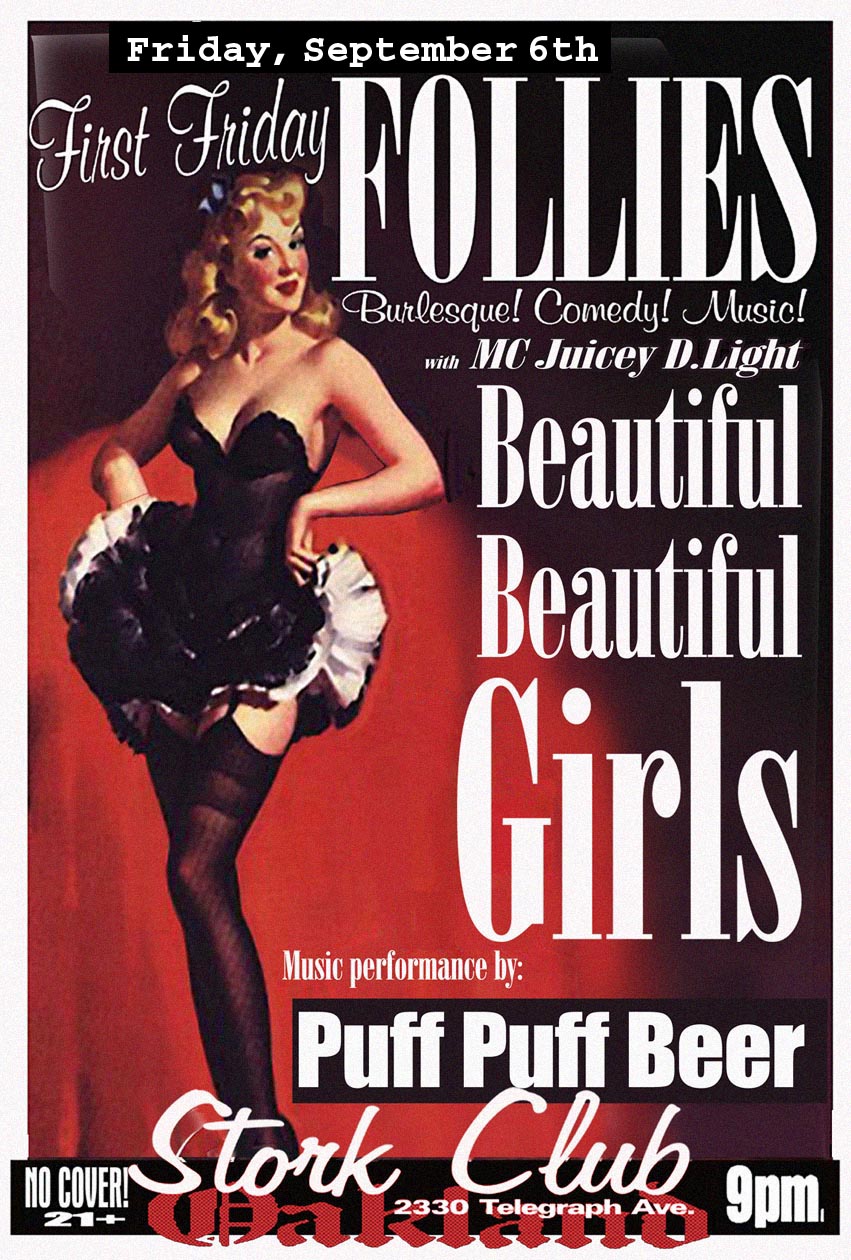 Friday, September 6th
First Friday
FOLLIES
Burlesque! Comedy! Music!
with MC Juicey D.Light
Beautiful
Beautiful
Girls
Music performance by:
Puff Puff Beer
Stork Club
NO COVER!
21+
2330 Telegraph Ave.
Oakland
9pm.